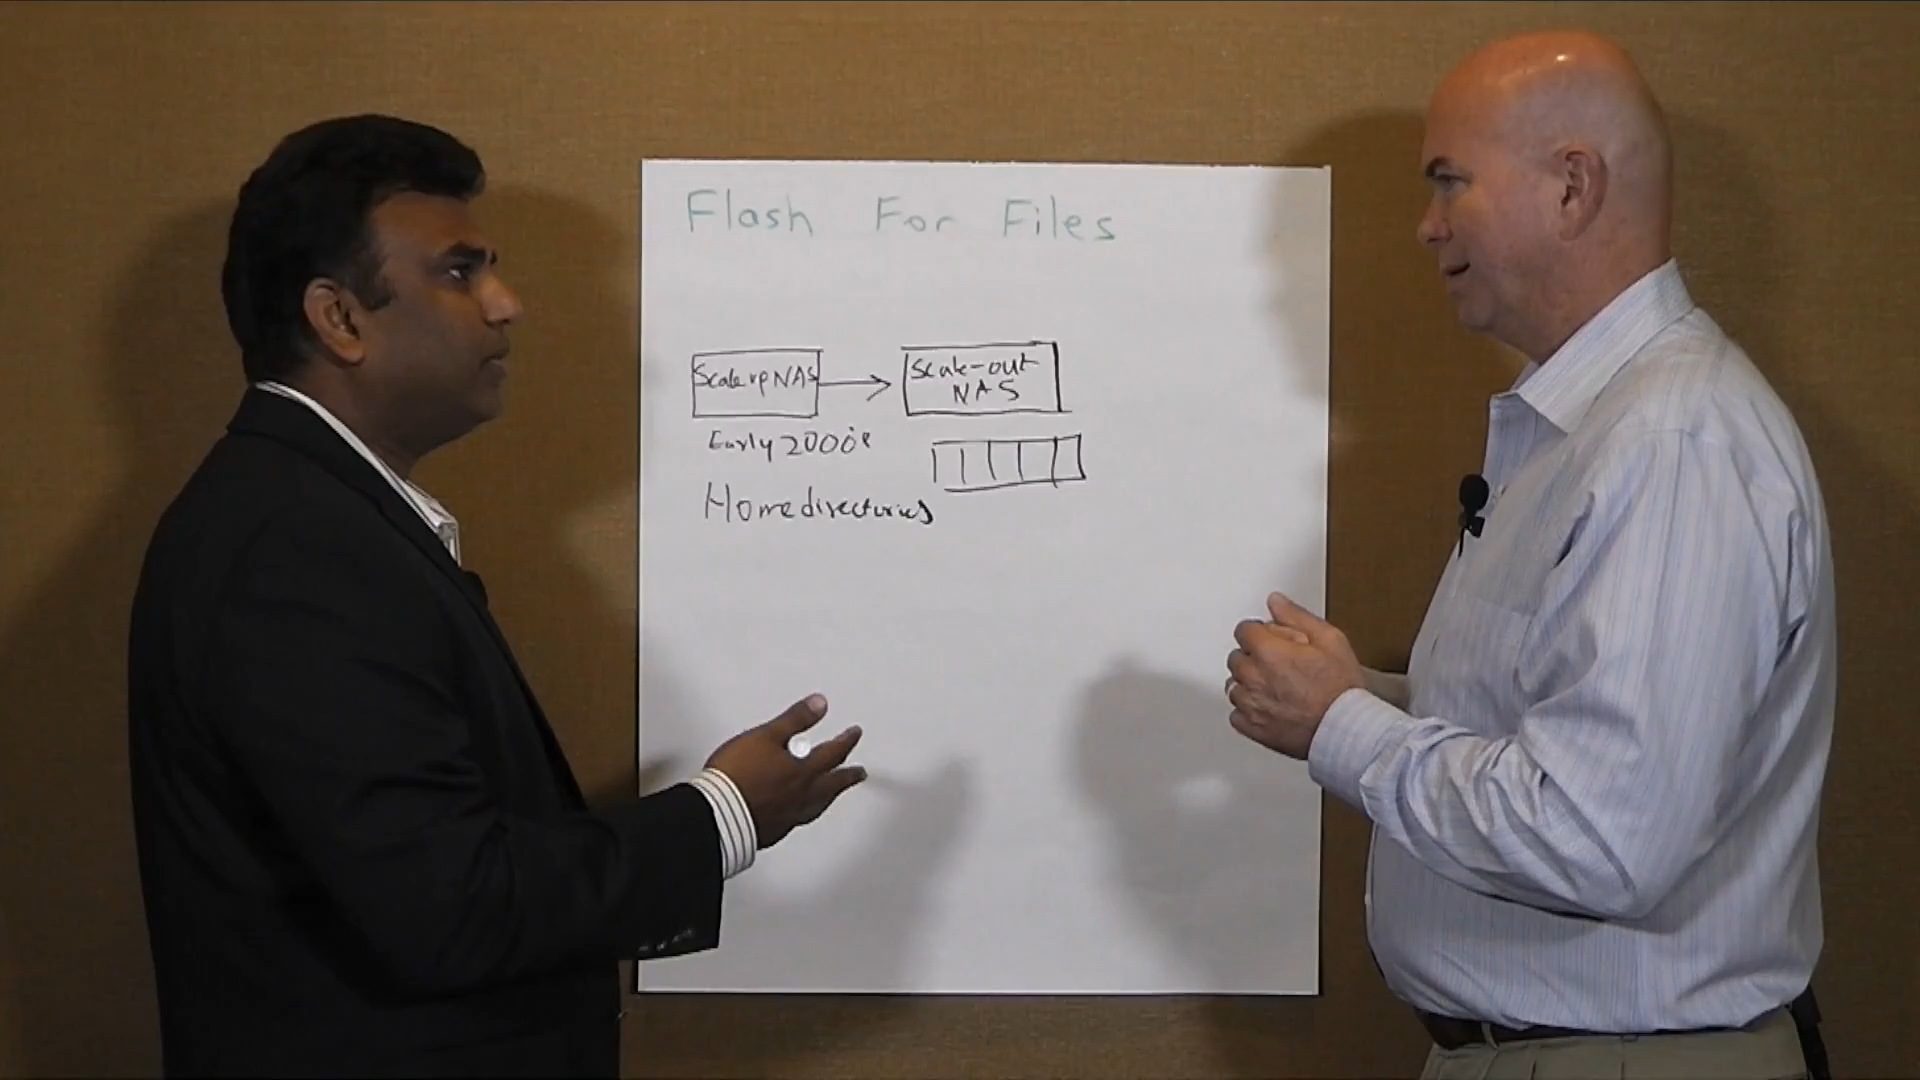 Flash For Files
Scale up NAS
Scale-out
NAS
Early 2000's
Home directories